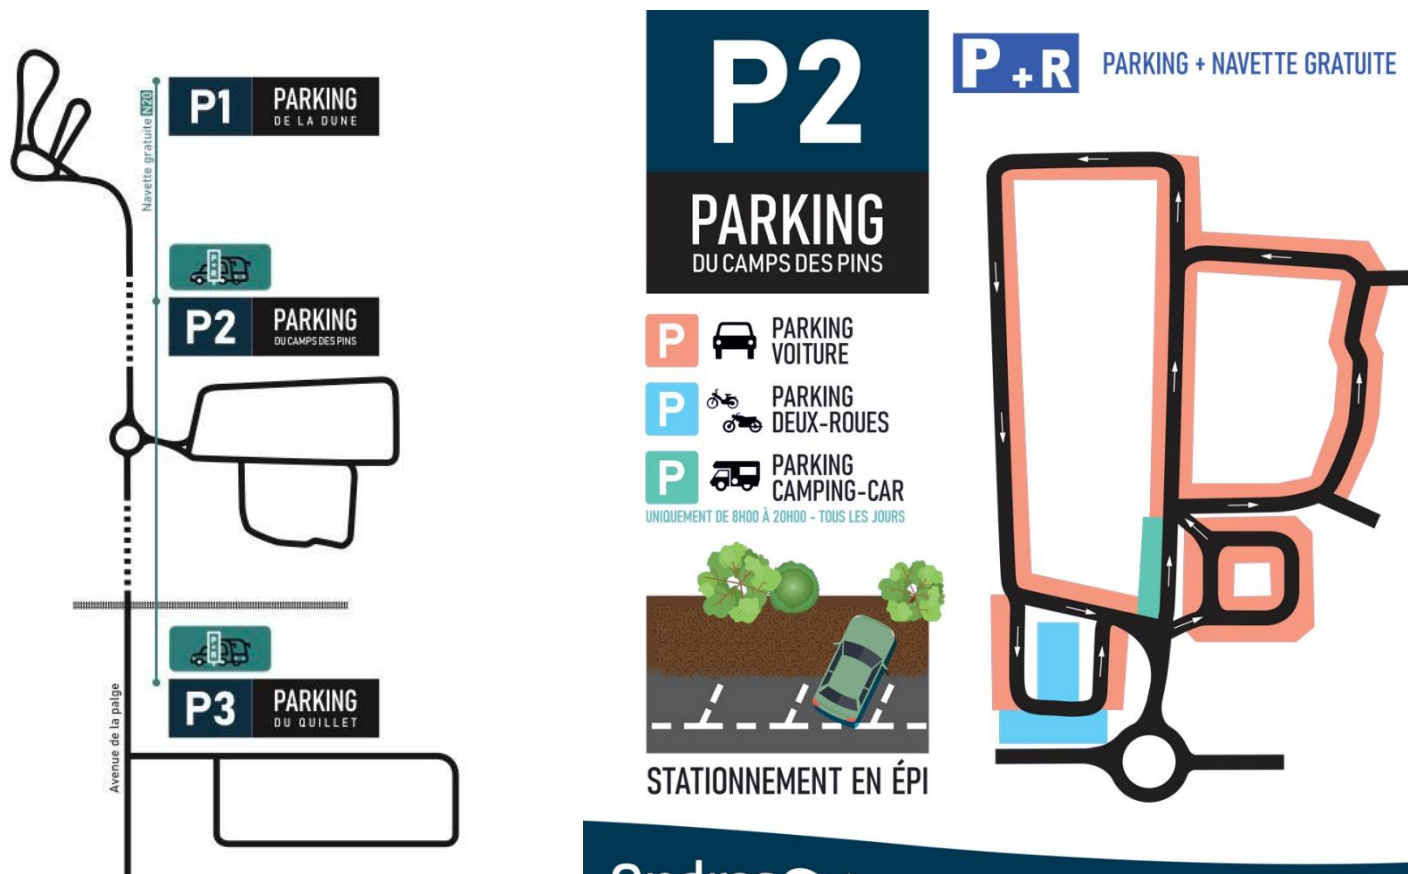 P1
PARKING
DE LA DUNE
Navette gratuite N20
P+R
P2
PARKING
DU CAMPS DES PINS
P+R
P3
PARKING
DU QUILLET
Avenue de la palge
P2
PARKING
DU CAMPS DES PINS
P+R PARKING + NAVETTE GRATUITE
P PARKING
VOITURE
P PARKING
DEUX-ROUES
P PARKING
CAMPING-CAR
UNIQUEMENT DE 8H00 À 20H00 - TOUS LES JOURS
STATIONNEMENT EN ÉPI